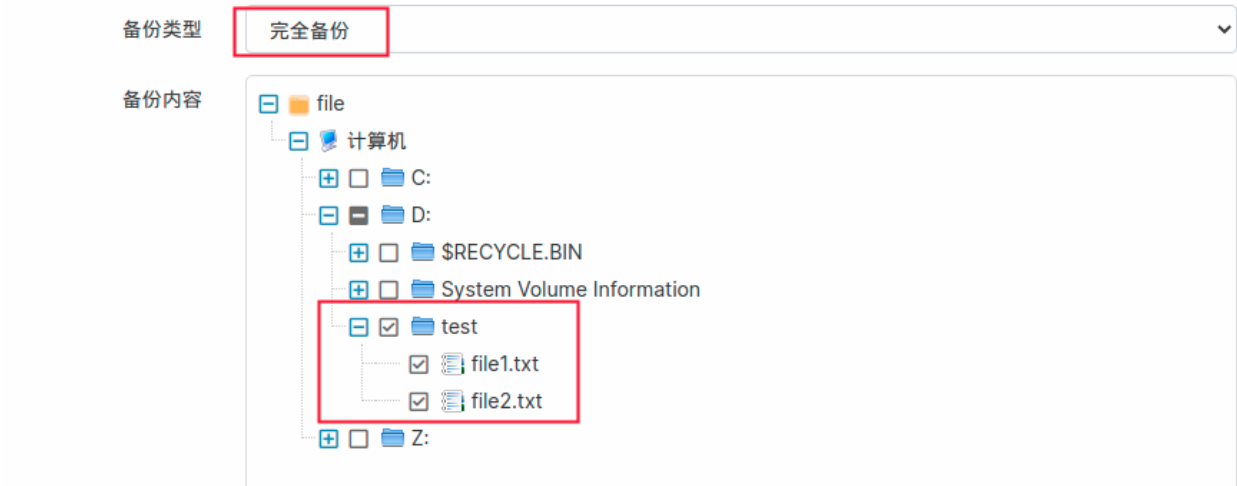 备份类型 完全备份
备份内容
file
计算机
C:
D:
$RECYCLE.BIN
System Volume Information
test
file1.txt
file2.txt
Z: